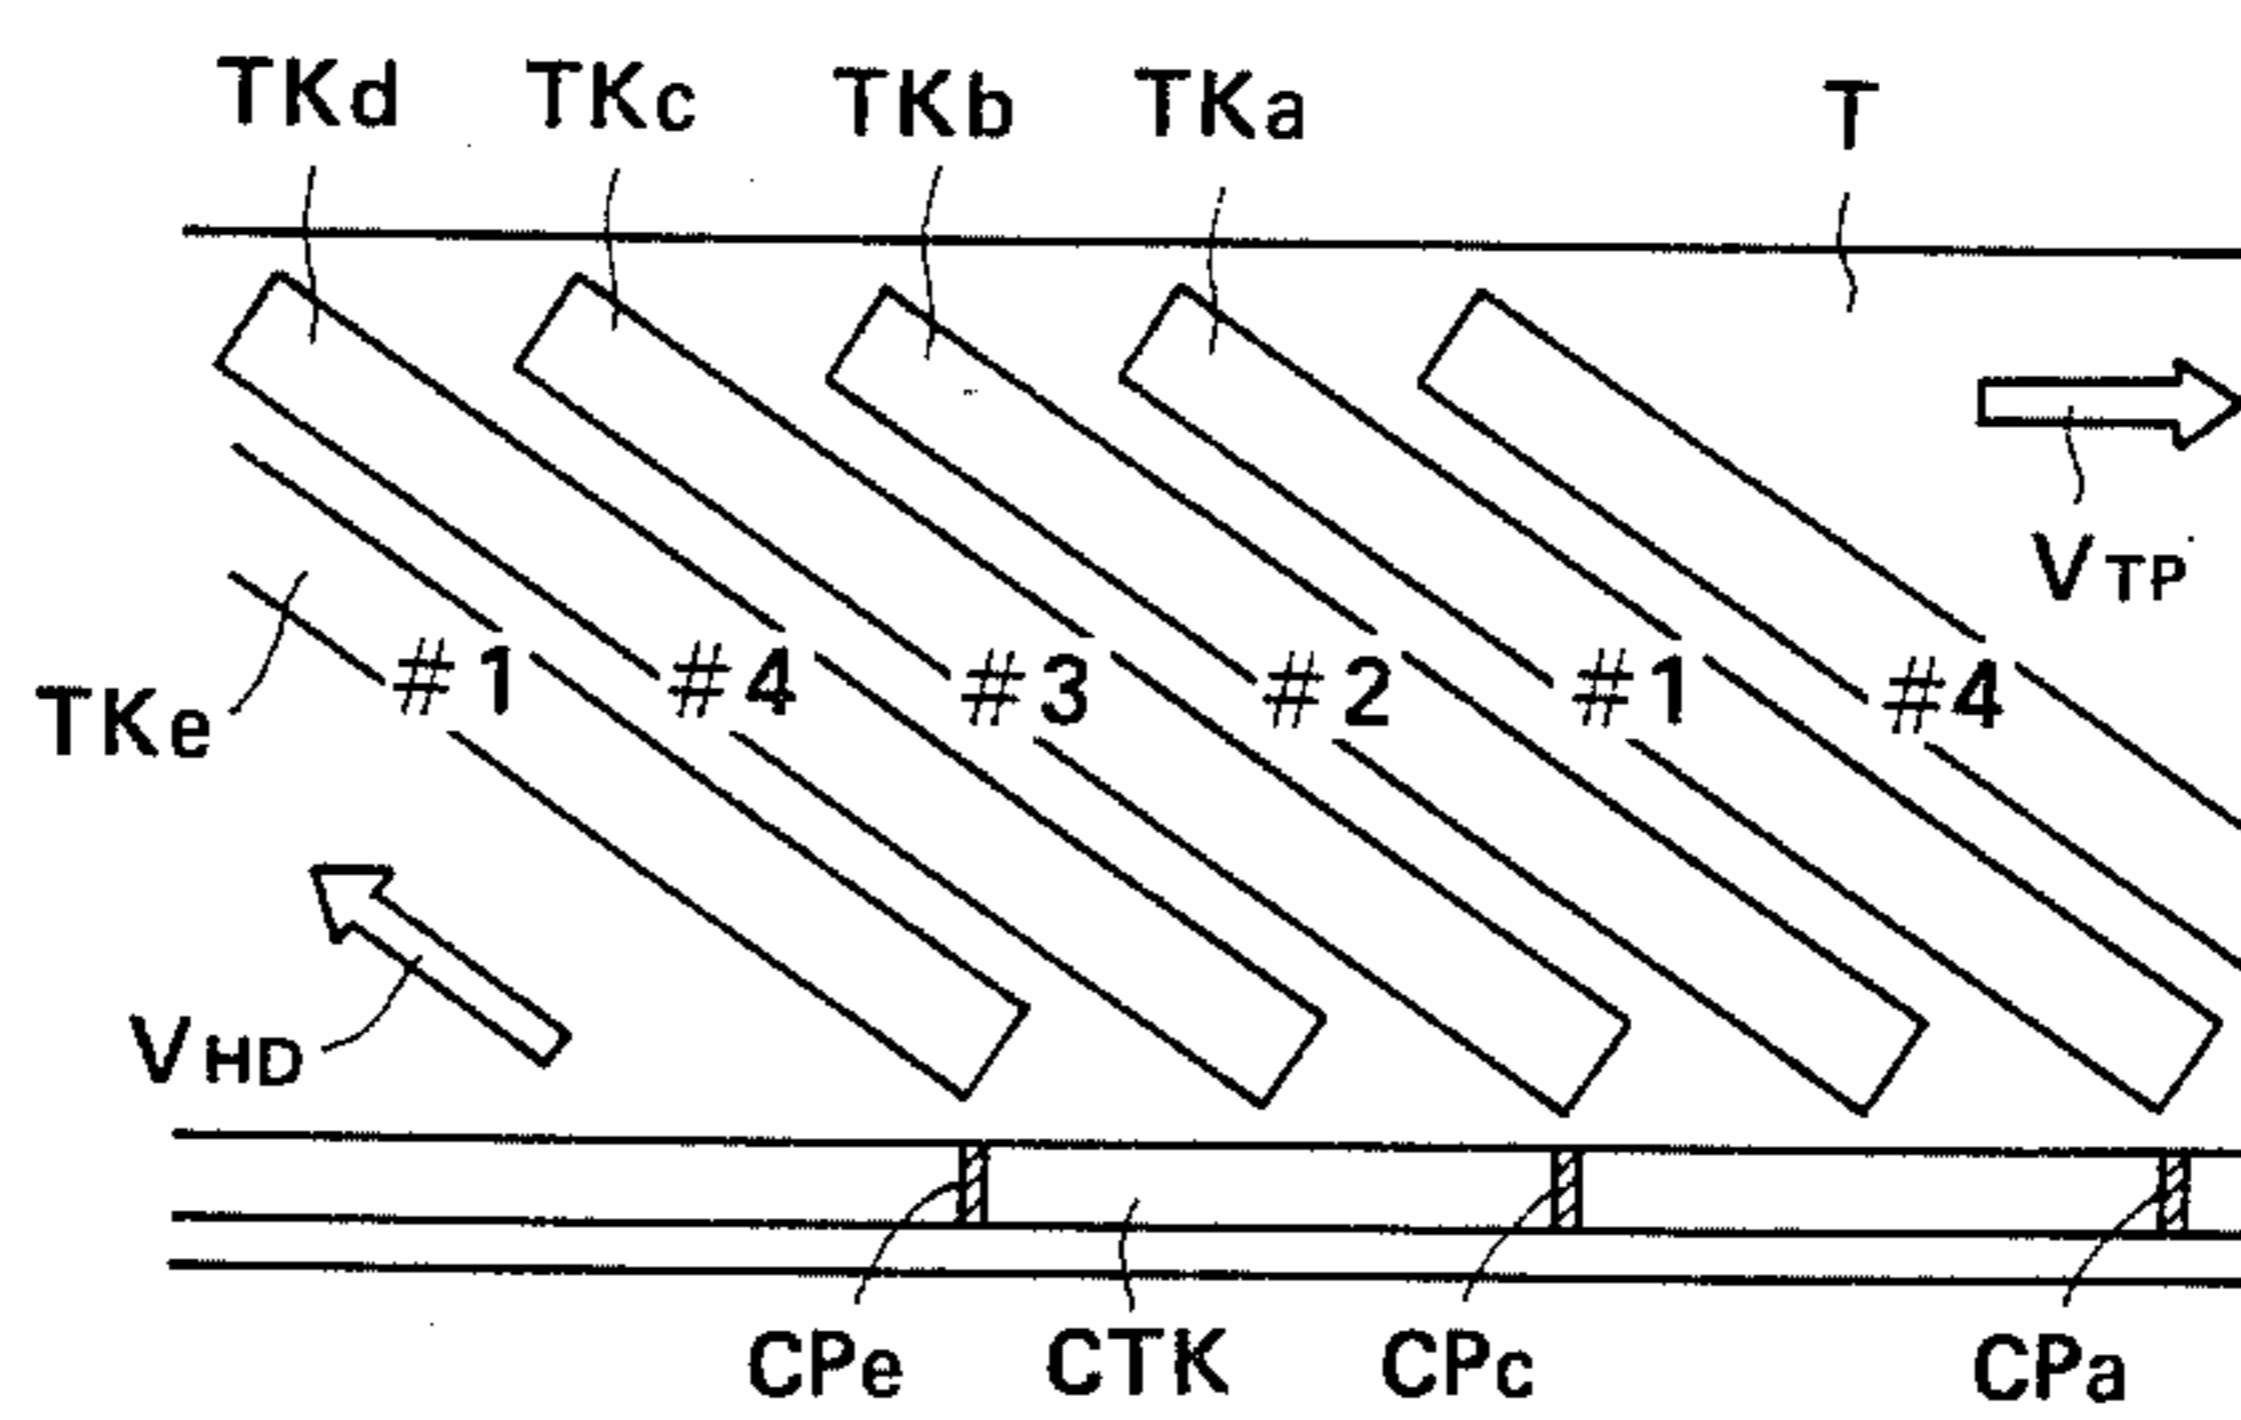 TKd TKc TKb TKa T
VTP
#1 #4 #3 #2 #1 #4
TKe
VHD
CPe CTK CPc CPa